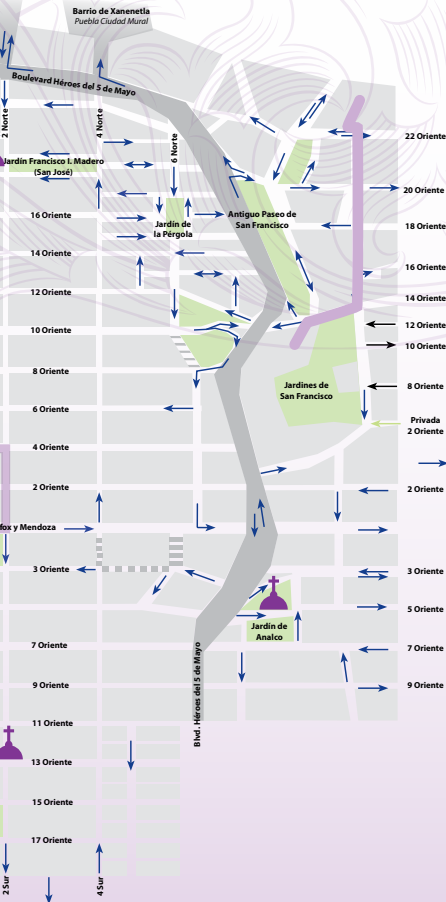 Barrio de Xanenetla
Puebla Ciudad Mural
Boulevard Héroes del 5 de Mayo
2 Norte
4 Norte
6 Norte
22 Oriente
Jardín Francisco I. Madero
(San José)
20 Oriente
16 Oriente
Jardín de
la Pérgola
Antiguo Paseo de
San Francisco
18 Oriente
14 Oriente
16 Oriente
12 Oriente
14 Oriente
10 Oriente
12 Oriente
10 Oriente
8 Oriente
Jardines de
San Francisco
8 Oriente
6 Oriente
Privada
2 Oriente
4 Oriente
2 Oriente
2 Oriente
fox y Mendoza
3 Oriente
3 Oriente
5 Oriente
Jardín de
Analco
7 Oriente
7 Oriente
Blvd. Héroes del 5 de Mayo
9 Oriente
9 Oriente
11 Oriente
13 Oriente
15 Oriente
17 Oriente
2 Sur
4 Sur